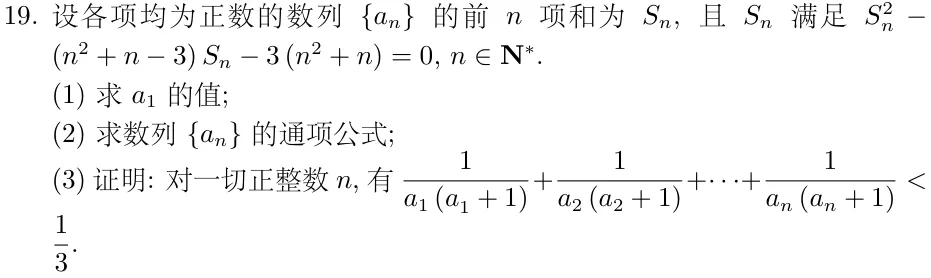 19. 设各项均为正数的数列 {aₙ} 的前 n 项和为 Sₙ, 且 Sₙ 满足 Sₙ² −
(n² + n − 3) Sₙ − 3 (n² + n) = 0, n ∈ N*.
(1) 求 a₁ 的值;
(2) 求数列 {aₙ} 的通项公式;
(3) 证明: 对一切正整数 n, 有 1/(a₁ (a₁ + 1)) + 1/(a₂ (a₂ + 1)) + ··· + 1/(aₙ (aₙ + 1)) <
1/3.